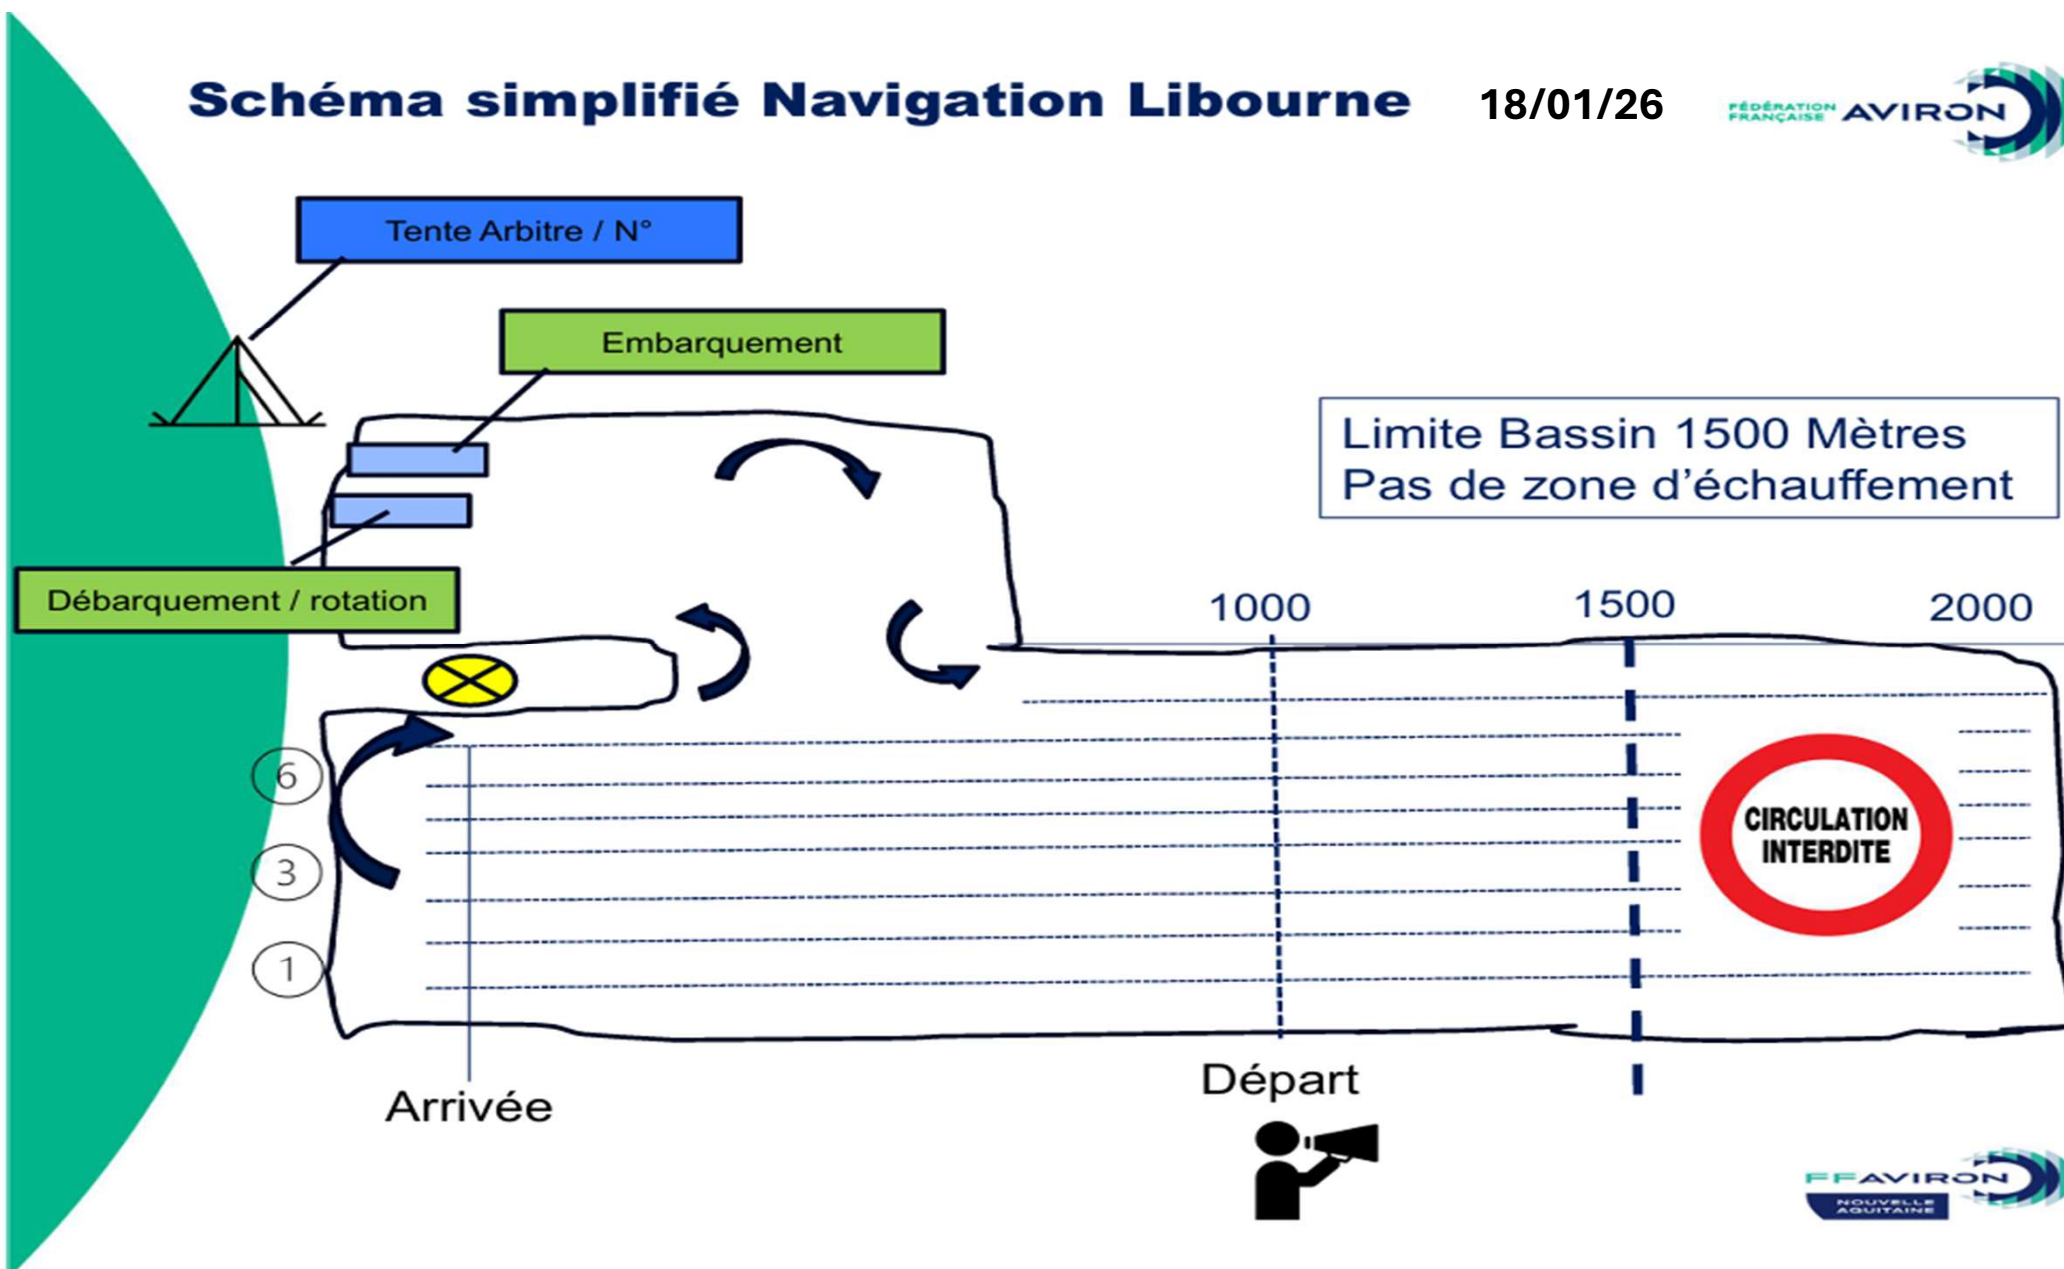 Schéma simplifié Navigation Libourne 18/01/26
FÉDÉRATION
FRANÇAISE
AVIRON
Tente Arbitre / N°
Embarquement
Limite Bassin 1500 Mètres
Pas de zone d'échauffement
Débarquement / rotation
1000
1500
2000
6
3
1
CIRCULATION
INTERDITE
Arrivée
Départ
FFAVIRON
NOUVELLE
AQUITAINE